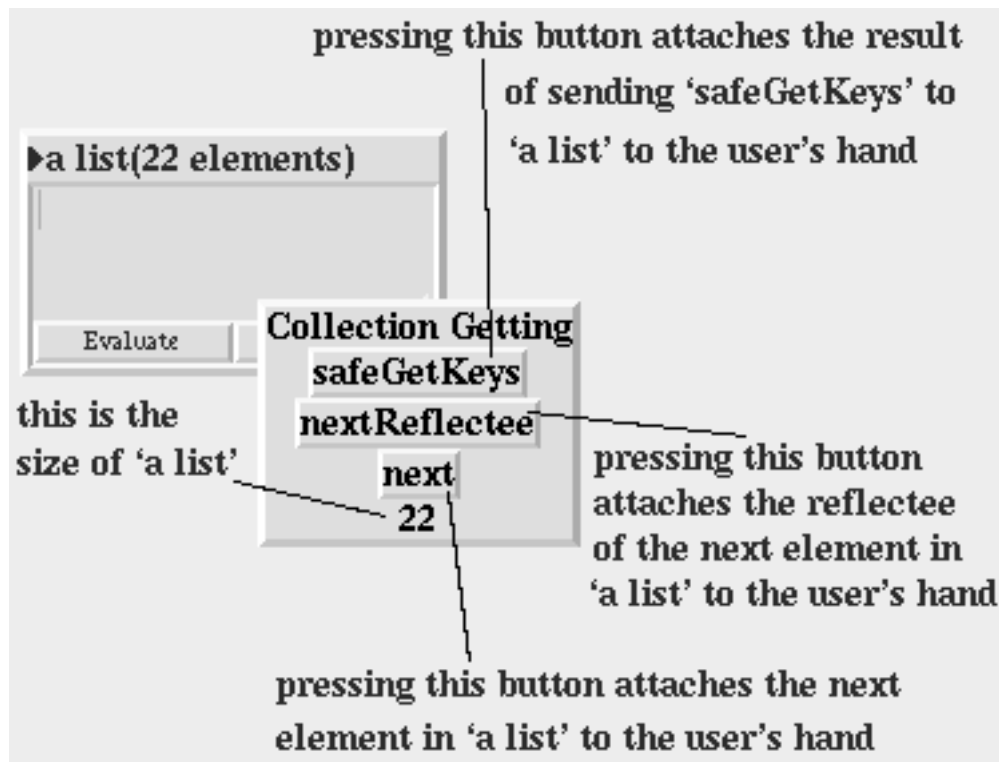 pressing this button attaches the result
of sending ‘safeGetKeys’ to
‘a list’ to the user’s hand
a list(22 elements)
Evaluate
Collection Getting
safeGetKeys
nextReflectee
next
22
this is the
size of ‘a list’
pressing this button
attaches the reflectee
of the next element in
‘a list’ to the user’s hand
pressing this button attaches the next
element in ‘a list’ to the user’s hand